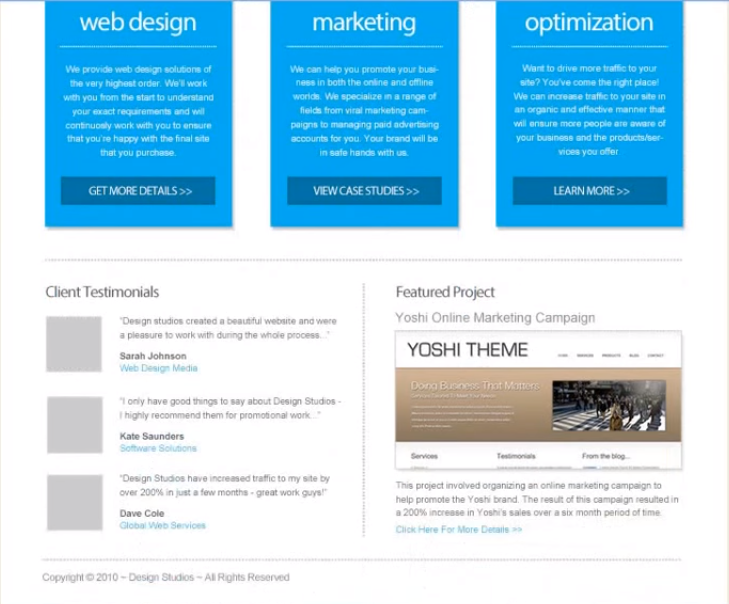 web design
We provide web design solutions of
the very highest order. We'll work
with you from the start to understand
your exact requirements and will
continuosly work with you to ensure
that you're happy with the final site
that you purchase.
GET MORE DETAILS >>
marketing
We can help you promote your busi-
ness in both the online and offline
worlds. We specialize in a range of
fields from viral marketing cam-
paigns to managing paid advertising
accounts for you. Your brand will be
in safe hands with us.
VIEW CASE STUDIES >>
optimization
Want to drive more traffic to your
site? You've come the right place!
We can increase traffic to your site in
an organic and effective manner that
will ensure more people are aware of
your business and the products/ser-
vices you offer.
LEARN MORE >>
Client Testimonials
"Design studios created a beautiful website and were
a pleasure to work with during the whole process..."
Sarah Johnson
Web Design Media
"I only have good things to say about Design Studios -
I highly recommend them for promotional work..."
Kate Saunders
Software Solutions
"Design Studios have increased traffic to my site by
over 200% in just a few months - great work guys!"
Dave Cole
Global Web Services
Featured Project
Yoshi Online Marketing Campaign
YOSHI THEME
HOME SERVICES PRODUCTS BLOG CONTACT
Doing Business That Matters
Services
Testimonials
From the blog...
This project involved organizing an online marketing campaign to
help promote the Yoshi brand. The result of this campaign resulted in
a 200% increase in Yoshi's sales over a six month period of time.
Click Here For More Details >>
Copyright © 2010 ~ Design Studios ~ All Rights Reserved